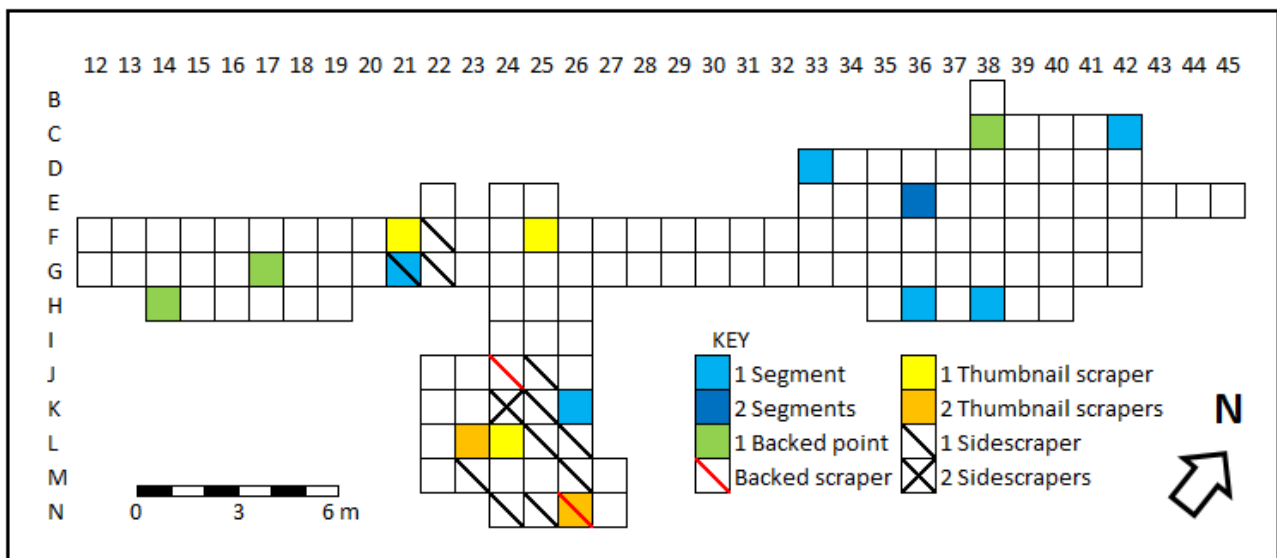 12 13 14 15 16 17 18 19 20 21 22 23 24 25 26 27 28 29 30 31 32 33 34 35 36 37 38 39 40 41 42 43 44 45
B
C
D
E
F
G
H
I
J
K
L
M
N
KEY
1 Segment
2 Segments
1 Backed point
Backed scraper
1 Thumbnail scraper
2 Thumbnail scrapers
1 Sidescraper
2 Sidescrapers
N
0 3 6 m